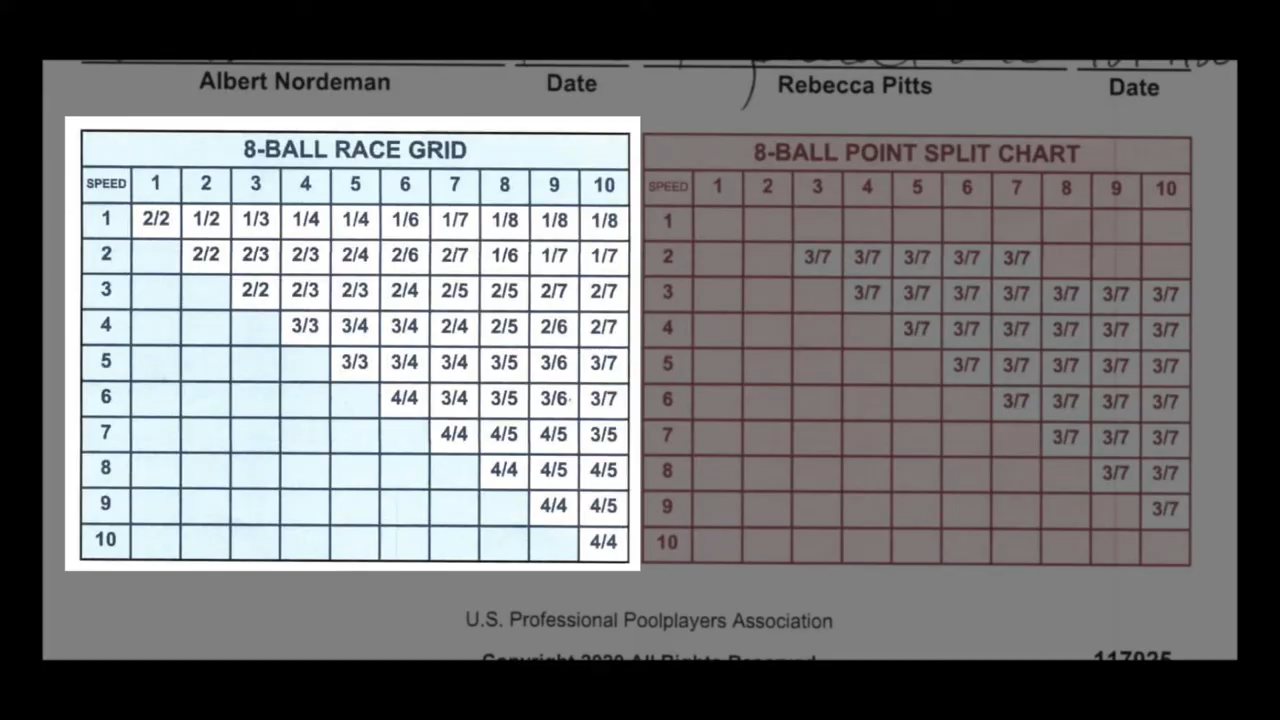 Albert Nordeman Date Rebecca Pitts Date
8-BALL RACE GRID
SPEED 1 2 3 4 5 6 7 8 9 10
1 2/2 1/2 1/3 1/4 1/4 1/6 1/7 1/8 1/8 1/8
2 2/2 2/3 2/3 2/4 2/6 2/7 1/6 1/7 1/7
3 2/2 2/3 2/3 2/4 2/5 2/5 2/7 2/7
4 3/3 3/4 3/4 2/4 2/5 2/6 2/7
5 3/3 3/4 3/4 3/5 3/6 3/7
6 4/4 3/4 3/5 3/6 3/7
7 4/4 4/5 4/5 3/5
8 4/4 4/5 4/5
9 4/4 4/5
10 4/4
8-BALL POINT SPLIT CHART
SPEED 1 2 3 4 5 6 7 8 9 10
1
2 3/7 3/7 3/7 3/7 3/7
3 3/7 3/7 3/7 3/7 3/7 3/7 3/7
4 3/7 3/7 3/7 3/7 3/7 3/7
5 3/7 3/7 3/7 3/7 3/7
6 3/7 3/7 3/7 3/7
7 3/7 3/7 3/7
8 3/7 3/7
9 3/7
10
U.S. Professional Poolplayers Association
Copyright 2020 All Rights Reserved
117025